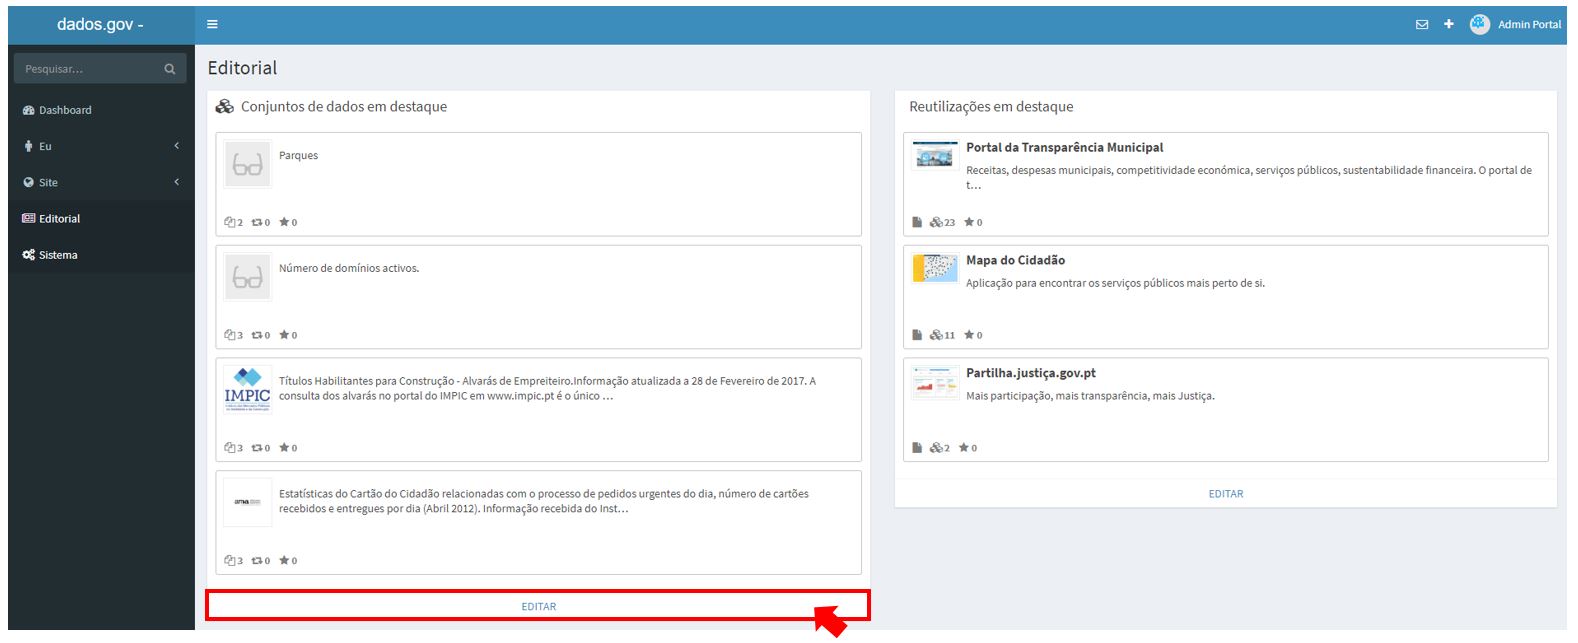 dados.gov -
Admin Portal
Pesquisar...
Dashboard
Eu
Site
Editorial
Sistema
Editorial
Conjuntos de dados em destaque
Parques
2 0 0
Número de domínios activos.
3 0 0
IMPIC
Títulos Habilitantes para Construção - Alvarás de Empreiteiro.Informação atualizada a 28 de Fevereiro de 2017. A
consulta dos alvarás no portal do IMPIC em www.impic.pt é o único ...
3 0 0
ama
Estatísticas do Cartão do Cidadão relacionadas com o processo de pedidos urgentes do dia, número de cartões
recebidos e entregues por dia (Abril 2012). Informação recebida do Inst...
3 0 0
EDITAR
Reutilizações em destaque
Portal da Transparência Municipal
Receitas, despesas municipais, competitividade económica, serviços públicos, sustentabilidade financeira. O portal de
t...
23 0
Mapa do Cidadão
Aplicação para encontrar os serviços públicos mais perto de si.
11 0
Partilha.justiça.gov.pt
Mais participação, mais transparência, mais Justiça.
2 0
EDITAR